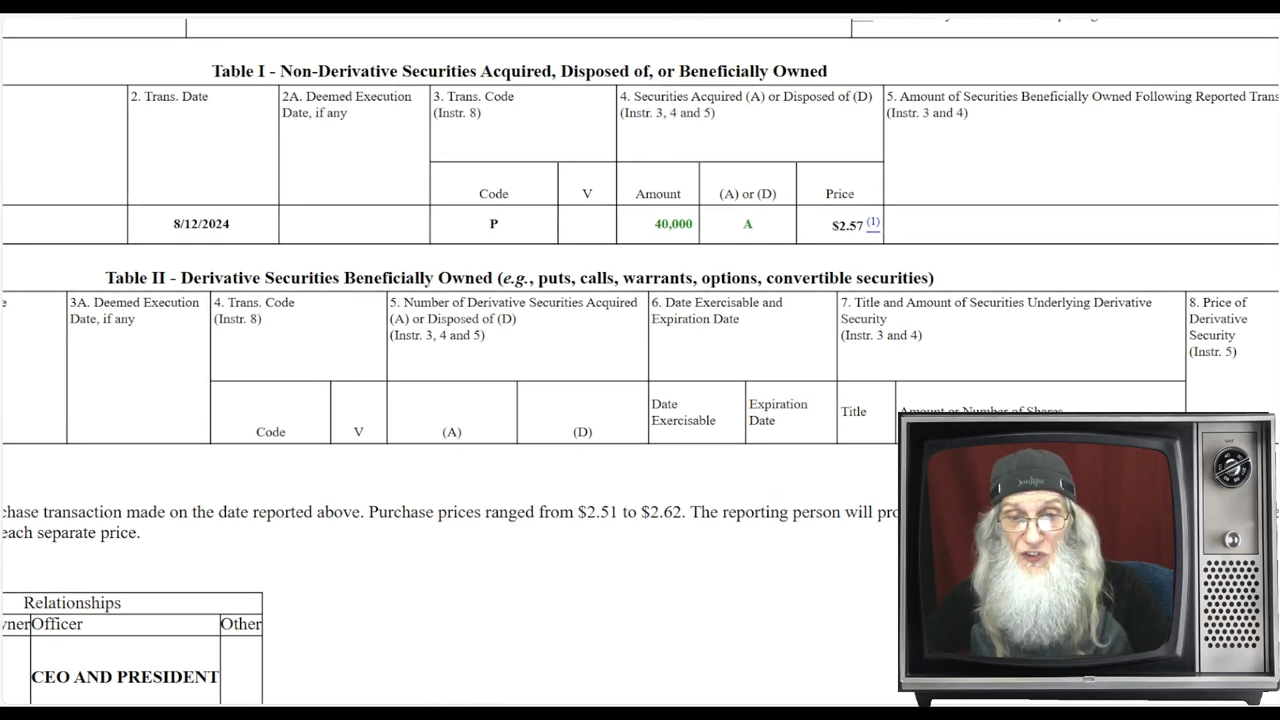 Table I - Non-Derivative Securities Acquired, Disposed of, or Beneficially Owned
2. Trans. Date
2A. Deemed Execution
Date, if any
3. Trans. Code
(Instr. 8)
4. Securities Acquired (A) or Disposed of (D)
(Instr. 3, 4 and 5)
5. Amount of Securities Beneficially Owned Following Reported Trans
(Instr. 3 and 4)
Code
V
Amount
(A) or (D)
Price
8/12/2024
P
40,000
A
$2.57 (1)
Table II - Derivative Securities Beneficially Owned (e.g., puts, calls, warrants, options, convertible securities)
e
3A. Deemed Execution
Date, if any
4. Trans. Code
(Instr. 8)
5. Number of Derivative Securities Acquired
(A) or Disposed of (D)
(Instr. 3, 4 and 5)
6. Date Exercisable and
Expiration Date
7. Title and Amount of Securities Underlying Derivative
Security
(Instr. 3 and 4)
8. Price of
Derivative
Security
(Instr. 5)
Code
V
(A)
(D)
Date
Exercisable
Expiration
Date
Title
Amount or Number of Shares
chase transaction made on the date reported above. Purchase prices ranged from $2.51 to $2.62. The reporting person will pro
each separate price.
Relationships
wner
Officer
Other
CEO AND PRESIDENT